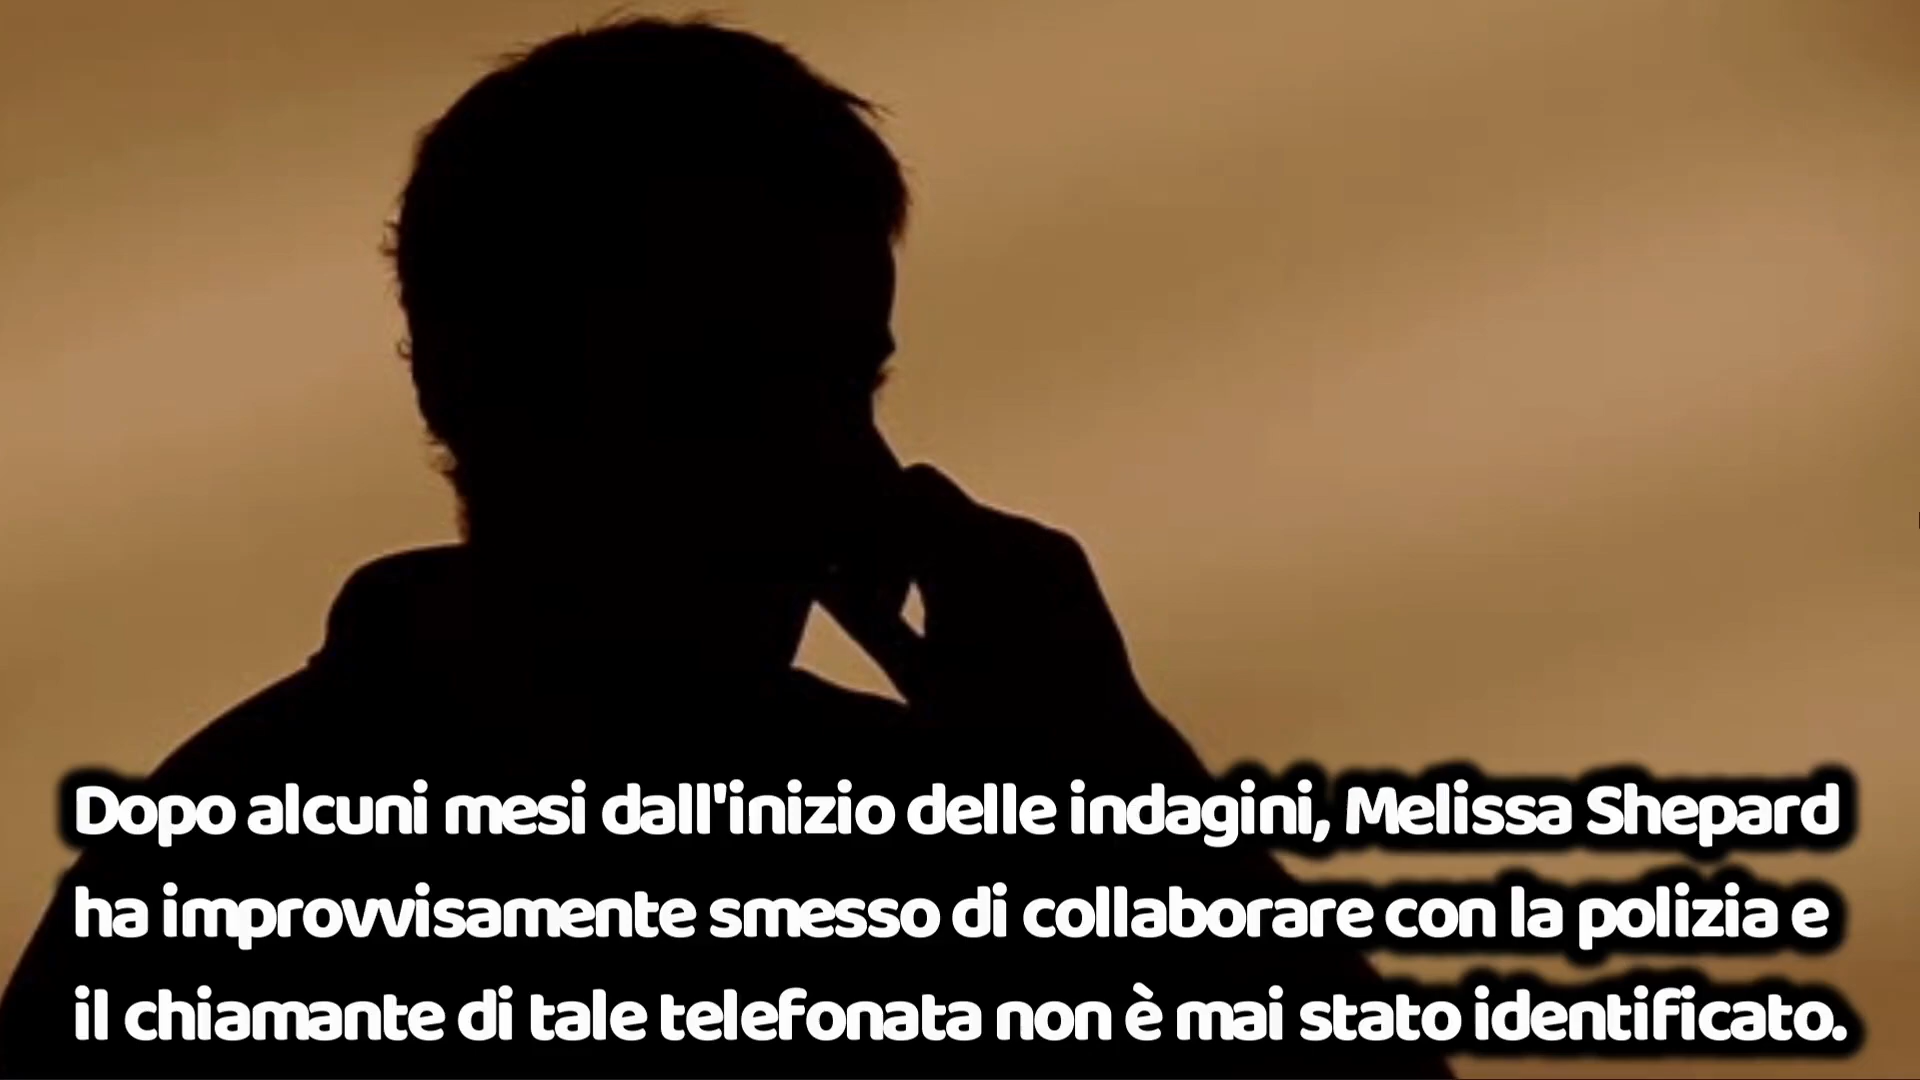 Dopo alcuni mesi dall'inizio delle indagini, Melissa Shepard
ha improvvisamente smesso di collaborare con la polizia e
il chiamante di tale telefonata non è mai stato identificato.